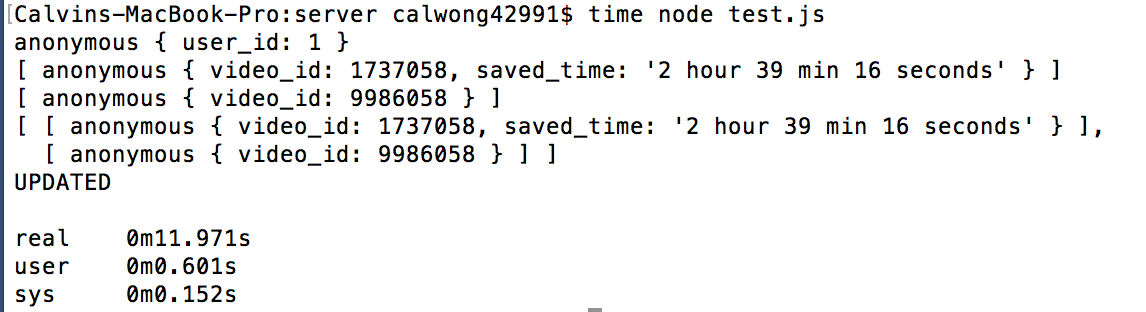 [Calvins-MacBook-Pro:server calwong42991$ time node test.js
anonymous { user_id: 1 }
[ anonymous { video_id: 1737058, saved_time: '2 hour 39 min 16 seconds' } ]
[ anonymous { video_id: 9986058 } ]
[ [ anonymous { video_id: 1737058, saved_time: '2 hour 39 min 16 seconds' } ],
  [ anonymous { video_id: 9986058 } ] ]
UPDATED
real    0m11.971s
user    0m0.601s
sys     0m0.152s